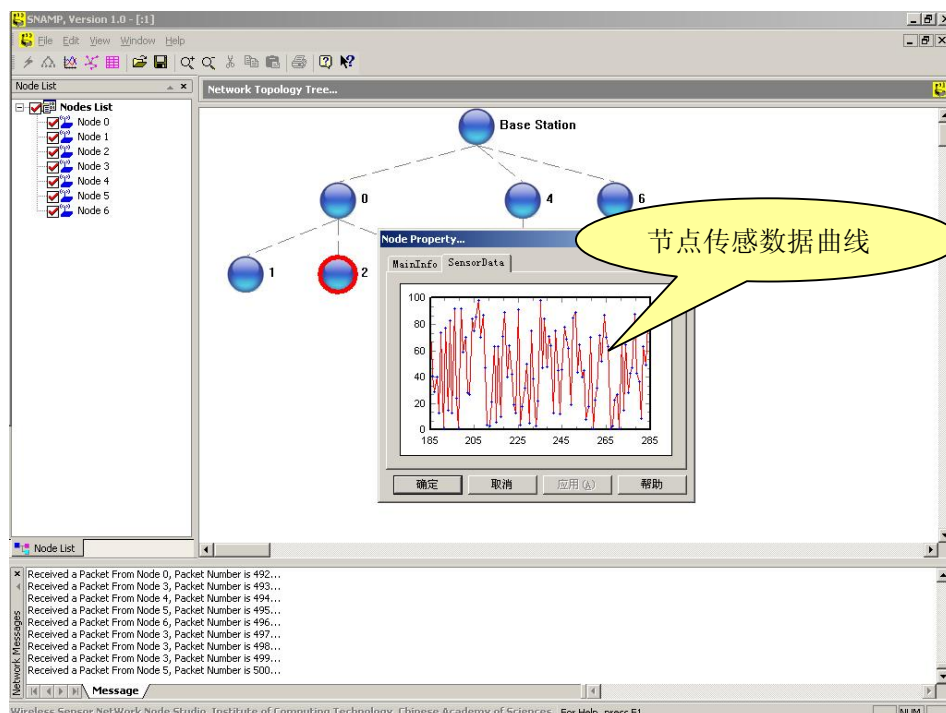 SNAMP, Version 1.0 - [:1]
File Edit View Window Help
Node List
Network Topology Tree...
Nodes List
Node 0
Node 1
Node 2
Node 3
Node 4
Node 5
Node 6
Base Station
0
4
6
1
2
Node Property...
MainInfo SensorData
节点传感数据曲线
100
80
60
40
20
0
185 205 225 245 265 285
确定 取消 应用(A) 帮助
Node List
Received a Packet From Node 0, Packet Number is 492...
Received a Packet From Node 3, Packet Number is 493...
Received a Packet From Node 4, Packet Number is 494...
Received a Packet From Node 5, Packet Number is 495...
Received a Packet From Node 6, Packet Number is 496...
Received a Packet From Node 3, Packet Number is 497...
Received a Packet From Node 3, Packet Number is 498...
Received a Packet From Node 3, Packet Number is 499...
Received a Packet From Node 5, Packet Number is 500...
Network Messages
Message
Wireless Sensor NetWork Node Studio, Institute of Computing Technology, Chinese Academy of Sciences For Help, press F1 NUM